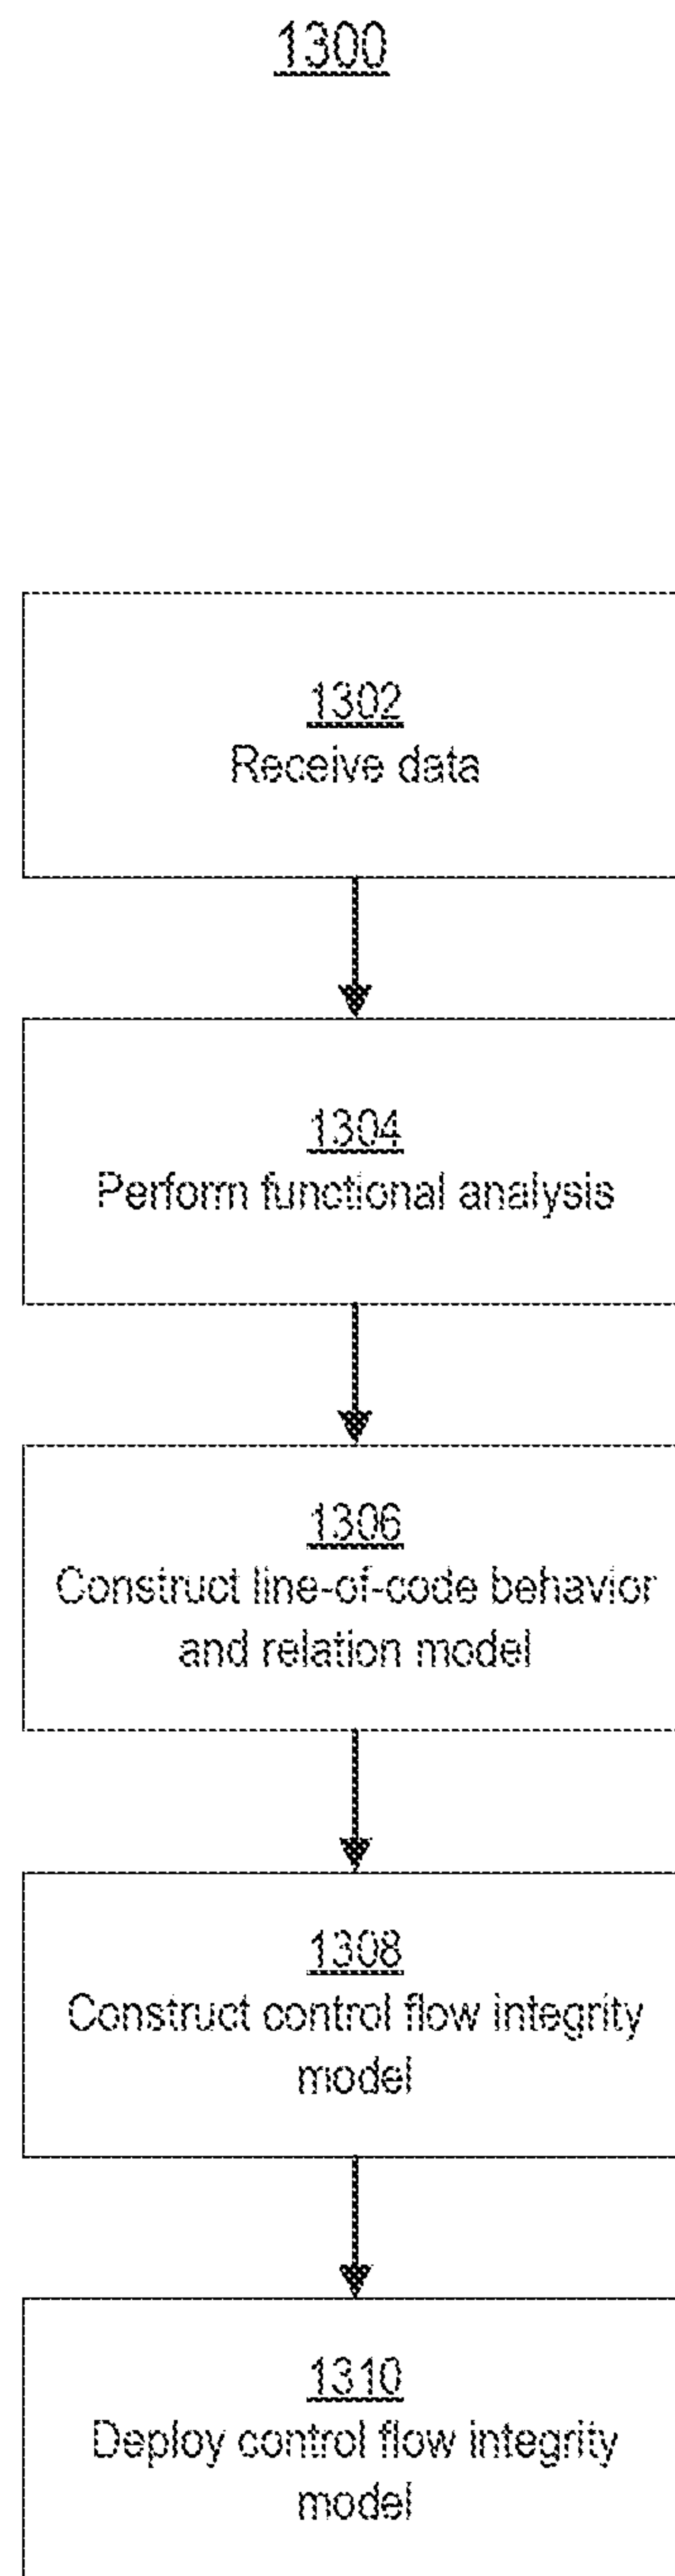 1300
1302
Receive data
1304
Perform functional analysis
1306
Construct line-of-code behavior
and relation model
1308
Construct control flow integrity
model
1310
Deploy control flow integrity
model